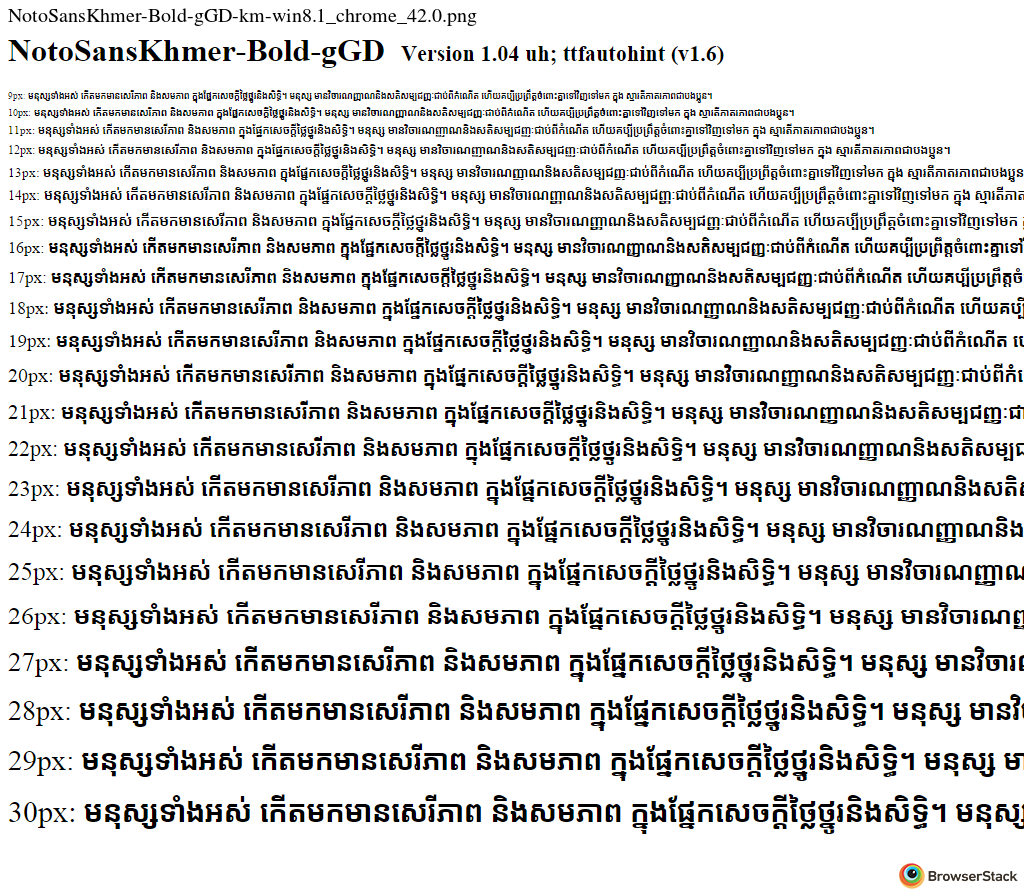 NotoSansKhmer-Bold-gGD-km-win8.1_chrome_42.0.png
NotoSansKhmer-Bold-gGD Version 1.04 uh; ttfautohint (v1.6)
9px: មនុស្សទាំងអស់ កើតមកមានសេរីភាព និងសមភាព ក្នុងផ្នែកសេចក្ដីថ្លៃថ្នូរនិងសិទ្ធិ។ មនុស្ស មានវិចារណញ្ញាណនិងសតិសម្បជញ្ញៈជាប់ពីកំណើត ហើយគប្បីប្រព្រឹត្តចំពោះគ្នាទៅវិញទៅមក ក្នុង ស្មារតីភាតរភាពជាបងប្អូន។
10px: មនុស្សទាំងអស់ កើតមកមានសេរីភាព និងសមភាព ក្នុងផ្នែកសេចក្ដីថ្លៃថ្នូរនិងសិទ្ធិ។ មនុស្ស មានវិចារណញ្ញាណនិងសតិសម្បជញ្ញៈជាប់ពីកំណើត ហើយគប្បីប្រព្រឹត្តចំពោះគ្នាទៅវិញទៅមក ក្នុង ស្មារតីភាតរភាពជាបងប្អូន។
11px: មនុស្សទាំងអស់ កើតមកមានសេរីភាព និងសមភាព ក្នុងផ្នែកសេចក្ដីថ្លៃថ្នូរនិងសិទ្ធិ។ មនុស្ស មានវិចារណញ្ញាណនិងសតិសម្បជញ្ញៈជាប់ពីកំណើត ហើយគប្បីប្រព្រឹត្តចំពោះគ្នាទៅវិញទៅមក ក្នុង ស្មារតីភាតរភាពជាបងប្អូន។
12px: មនុស្សទាំងអស់ កើតមកមានសេរីភាព និងសមភាព ក្នុងផ្នែកសេចក្ដីថ្លៃថ្នូរនិងសិទ្ធិ។ មនុស្ស មានវិចារណញ្ញាណនិងសតិសម្បជញ្ញៈជាប់ពីកំណើត ហើយគប្បីប្រព្រឹត្តចំពោះគ្នាទៅវិញទៅមក ក្នុង ស្មារតីភាតរភាពជាបងប្អូន។
13px: មនុស្សទាំងអស់ កើតមកមានសេរីភាព និងសមភាព ក្នុងផ្នែកសេចក្ដីថ្លៃថ្នូរនិងសិទ្ធិ។ មនុស្ស មានវិចារណញ្ញាណនិងសតិសម្បជញ្ញៈជាប់ពីកំណើត ហើយគប្បីប្រព្រឹត្តចំពោះគ្នាទៅវិញទៅមក ក្នុង ស្មារតីភាតរភាពជាបងប្អូន
14px: មនុស្សទាំងអស់ កើតមកមានសេរីភាព និងសមភាព ក្នុងផ្នែកសេចក្ដីថ្លៃថ្នូរនិងសិទ្ធិ។ មនុស្ស មានវិចារណញ្ញាណនិងសតិសម្បជញ្ញៈជាប់ពីកំណើត ហើយគប្បីប្រព្រឹត្តចំពោះគ្នាទៅវិញទៅមក ក្នុង ស្មារតីភាត
15px: មនុស្សទាំងអស់ កើតមកមានសេរីភាព និងសមភាព ក្នុងផ្នែកសេចក្ដីថ្លៃថ្នូរនិងសិទ្ធិ។ មនុស្ស មានវិចារណញ្ញាណនិងសតិសម្បជញ្ញៈជាប់ពីកំណើត ហើយគប្បីប្រព្រឹត្តចំពោះគ្នាទៅវិញទៅមក
16px: មនុស្សទាំងអស់ កើតមកមានសេរីភាព និងសមភាព ក្នុងផ្នែកសេចក្ដីថ្លៃថ្នូរនិងសិទ្ធិ។ មនុស្ស មានវិចារណញ្ញាណនិងសតិសម្បជញ្ញៈជាប់ពីកំណើត ហើយគប្បីប្រព្រឹត្តចំពោះគ្នាទៅ
17px: មនុស្សទាំងអស់ កើតមកមានសេរីភាព និងសមភាព ក្នុងផ្នែកសេចក្ដីថ្លៃថ្នូរនិងសិទ្ធិ។ មនុស្ស មានវិចារណញ្ញាណនិងសតិសម្បជញ្ញៈជាប់ពីកំណើត ហើយគប្បីប្រព្រឹត្តចំ
18px: មនុស្សទាំងអស់ កើតមកមានសេរីភាព និងសមភាព ក្នុងផ្នែកសេចក្ដីថ្លៃថ្នូរនិងសិទ្ធិ។ មនុស្ស មានវិចារណញ្ញាណនិងសតិសម្បជញ្ញៈជាប់ពីកំណើត ហើយគប្បី
19px: មនុស្សទាំងអស់ កើតមកមានសេរីភាព និងសមភាព ក្នុងផ្នែកសេចក្ដីថ្លៃថ្នូរនិងសិទ្ធិ។ មនុស្ស មានវិចារណញ្ញាណនិងសតិសម្បជញ្ញៈជាប់ពីកំណើត
20px: មនុស្សទាំងអស់ កើតមកមានសេរីភាព និងសមភាព ក្នុងផ្នែកសេចក្ដីថ្លៃថ្នូរនិងសិទ្ធិ។ មនុស្ស មានវិចារណញ្ញាណនិងសតិសម្បជញ្ញៈជាប់ពីកំ
21px: មនុស្សទាំងអស់ កើតមកមានសេរីភាព និងសមភាព ក្នុងផ្នែកសេចក្ដីថ្លៃថ្នូរនិងសិទ្ធិ។ មនុស្ស មានវិចារណញ្ញាណនិងសតិសម្បជញ្ញៈជា
22px: មនុស្សទាំងអស់ កើតមកមានសេរីភាព និងសមភាព ក្នុងផ្នែកសេចក្ដីថ្លៃថ្នូរនិងសិទ្ធិ។ មនុស្ស មានវិចារណញ្ញាណនិងសតិសម្បជ
23px: មនុស្សទាំងអស់ កើតមកមានសេរីភាព និងសមភាព ក្នុងផ្នែកសេចក្ដីថ្លៃថ្នូរនិងសិទ្ធិ។ មនុស្ស មានវិចារណញ្ញាណនិងសតិស
24px: មនុស្សទាំងអស់ កើតមកមានសេរីភាព និងសមភាព ក្នុងផ្នែកសេចក្ដីថ្លៃថ្នូរនិងសិទ្ធិ។ មនុស្ស មានវិចារណញ្ញាណនិង
25px: មនុស្សទាំងអស់ កើតមកមានសេរីភាព និងសមភាព ក្នុងផ្នែកសេចក្ដីថ្លៃថ្នូរនិងសិទ្ធិ។ មនុស្ស មានវិចារណញ្ញាណ
26px: មនុស្សទាំងអស់ កើតមកមានសេរីភាព និងសមភាព ក្នុងផ្នែកសេចក្ដីថ្លៃថ្នូរនិងសិទ្ធិ។ មនុស្ស មានវិចារណញ្ញ
27px: មនុស្សទាំងអស់ កើតមកមានសេរីភាព និងសមភាព ក្នុងផ្នែកសេចក្ដីថ្លៃថ្នូរនិងសិទ្ធិ។ មនុស្ស មានវិចារ
28px: មនុស្សទាំងអស់ កើតមកមានសេរីភាព និងសមភាព ក្នុងផ្នែកសេចក្ដីថ្លៃថ្នូរនិងសិទ្ធិ។ មនុស្ស មានវិ
29px: មនុស្សទាំងអស់ កើតមកមានសេរីភាព និងសមភាព ក្នុងផ្នែកសេចក្ដីថ្លៃថ្នូរនិងសិទ្ធិ។ មនុស្ស មា
30px: មនុស្សទាំងអស់ កើតមកមានសេរីភាព និងសមភាព ក្នុងផ្នែកសេចក្ដីថ្លៃថ្នូរនិងសិទ្ធិ។ មនុស្ស
BrowserStack